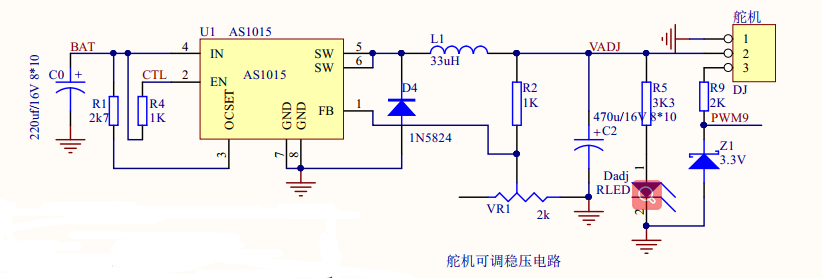 舵机
U1
AS1015
BAT
4
IN
SW
5
SW
6
L1
33uH
VADJ
1
2
3
DJ
C0
+
220uf/16V 8*10
CTL
2
EN
AS1015
R1
2k7
R4
1K
OCSET
GND
GND
FB
1
D4
1N5824
R2
1K
470u/16V 8*10
+
C2
R5
3K3
R9
2K
PWM9
Z1
3.3V
3
7
8
Dadj
RLED
1
2
VR1
2k
舵机可调稳压电路